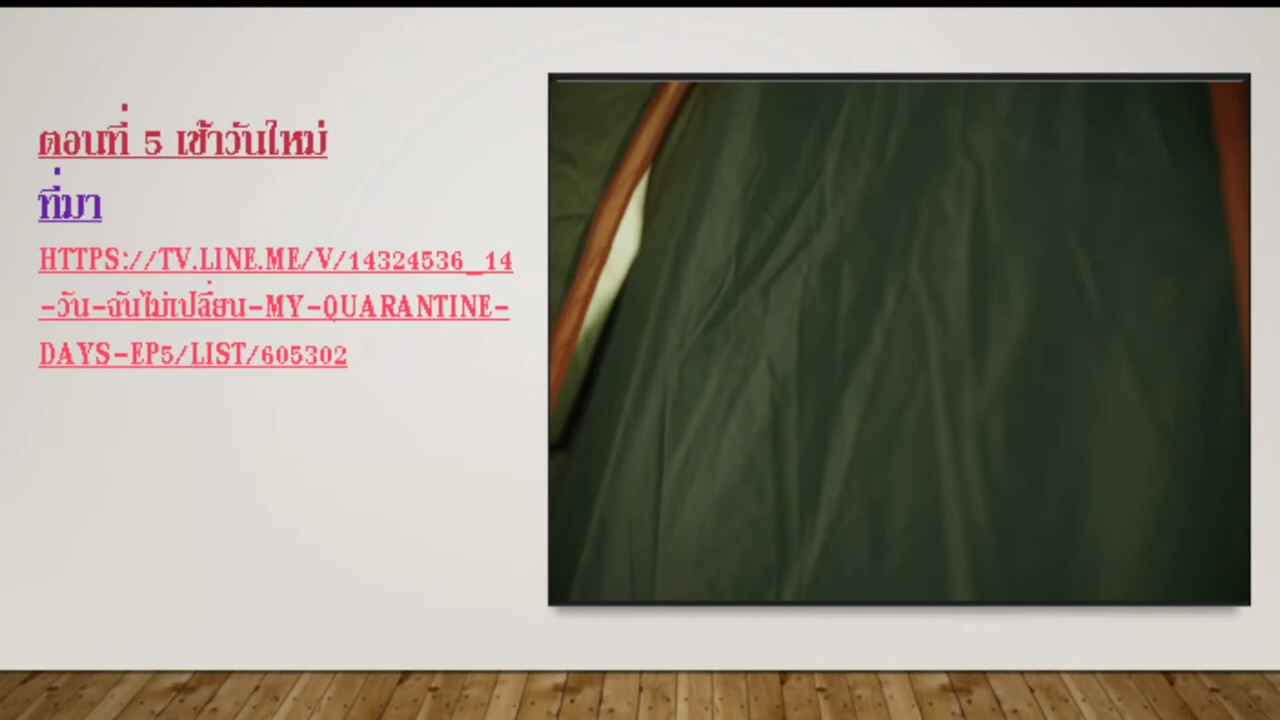 ตอนที่ 5 เช้าวันใหม่
ที่มา
HTTPS://TV.LINE.ME/V/14324536_14
-วัน-ฉันไม่เปลี่ยน-MY-QUARANTINE-
DAYS-EP5/LIST/605302